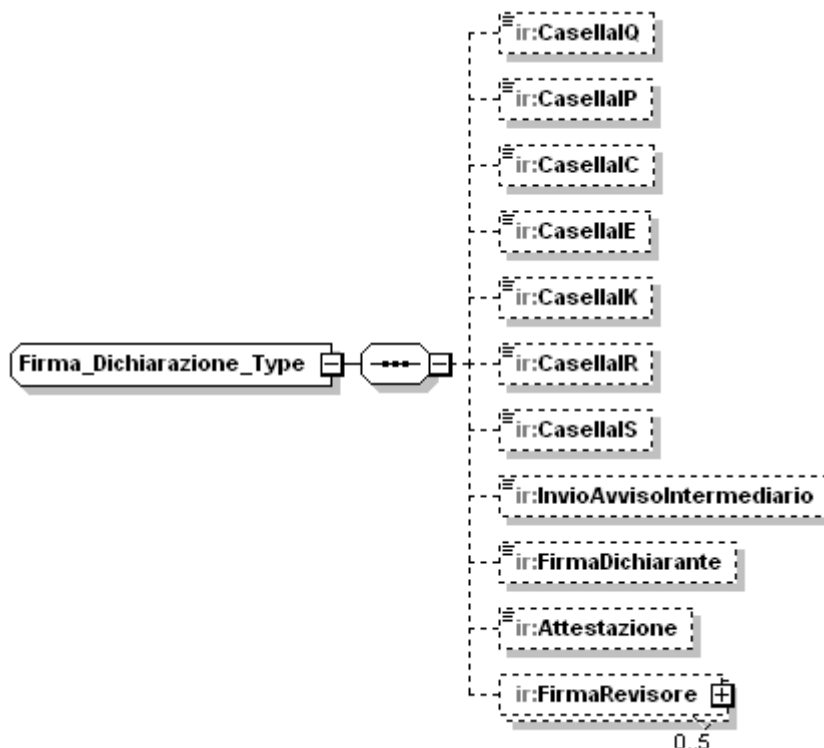 ir:CasellaIQ
ir:CasellaIP
ir:CasellaIC
ir:CasellaIE
ir:CasellaIK
Firma_Dichiarazione_Type
ir:CasellaIR
ir:CasellaIS
ir:InvioAvvisoIntermediario
ir:FirmaDichiarante
ir:Attestazione
ir:FirmaRevisore
0..5